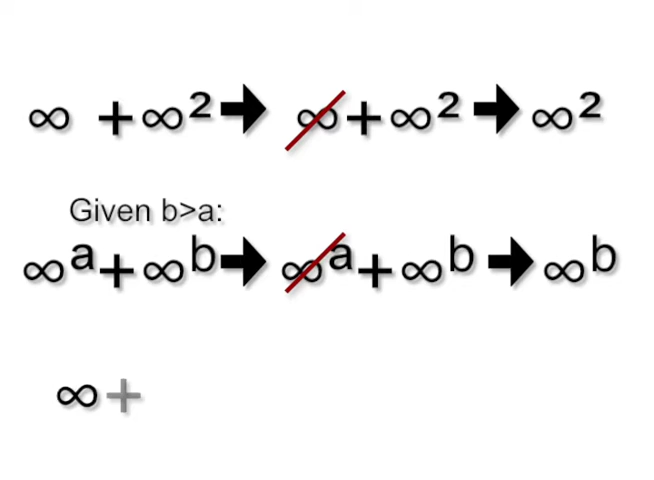 ∞ +∞² ➡ ∞+∞² ➡ ∞²
Given b>a:
∞ᵃ+∞ᵇ ➡ ∞ᵃ+∞ᵇ ➡ ∞ᵇ
∞+